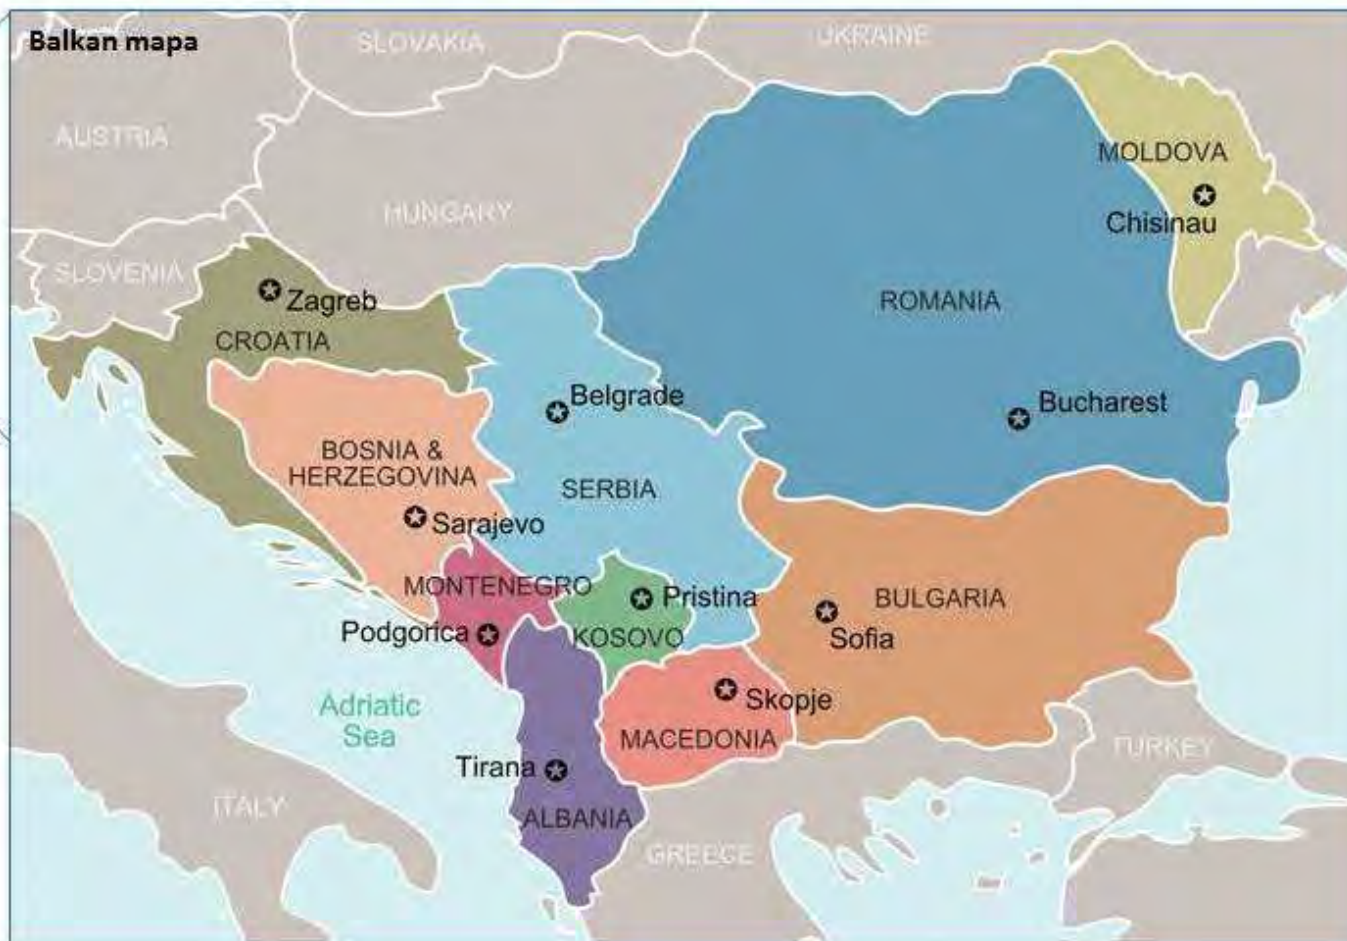 Balkan mapa
SLOVAKIA
UKRAINE
AUSTRIA
MOLDOVA
Chisinau
HUNGARY
SLOVENIA
Zagreb
CROATIA
ROMANIA
Belgrade
Bucharest
BOSNIA &
HERZEGOVINA
SERBIA
Sarajevo
MONTENEGRO
Pristina
BULGARIA
Podgorica
KOSOVO
Sofia
Adriatic
Sea
Skopje
MACEDONIA
TURKEY
Tirana
ITALY
ALBANIA
GREECE